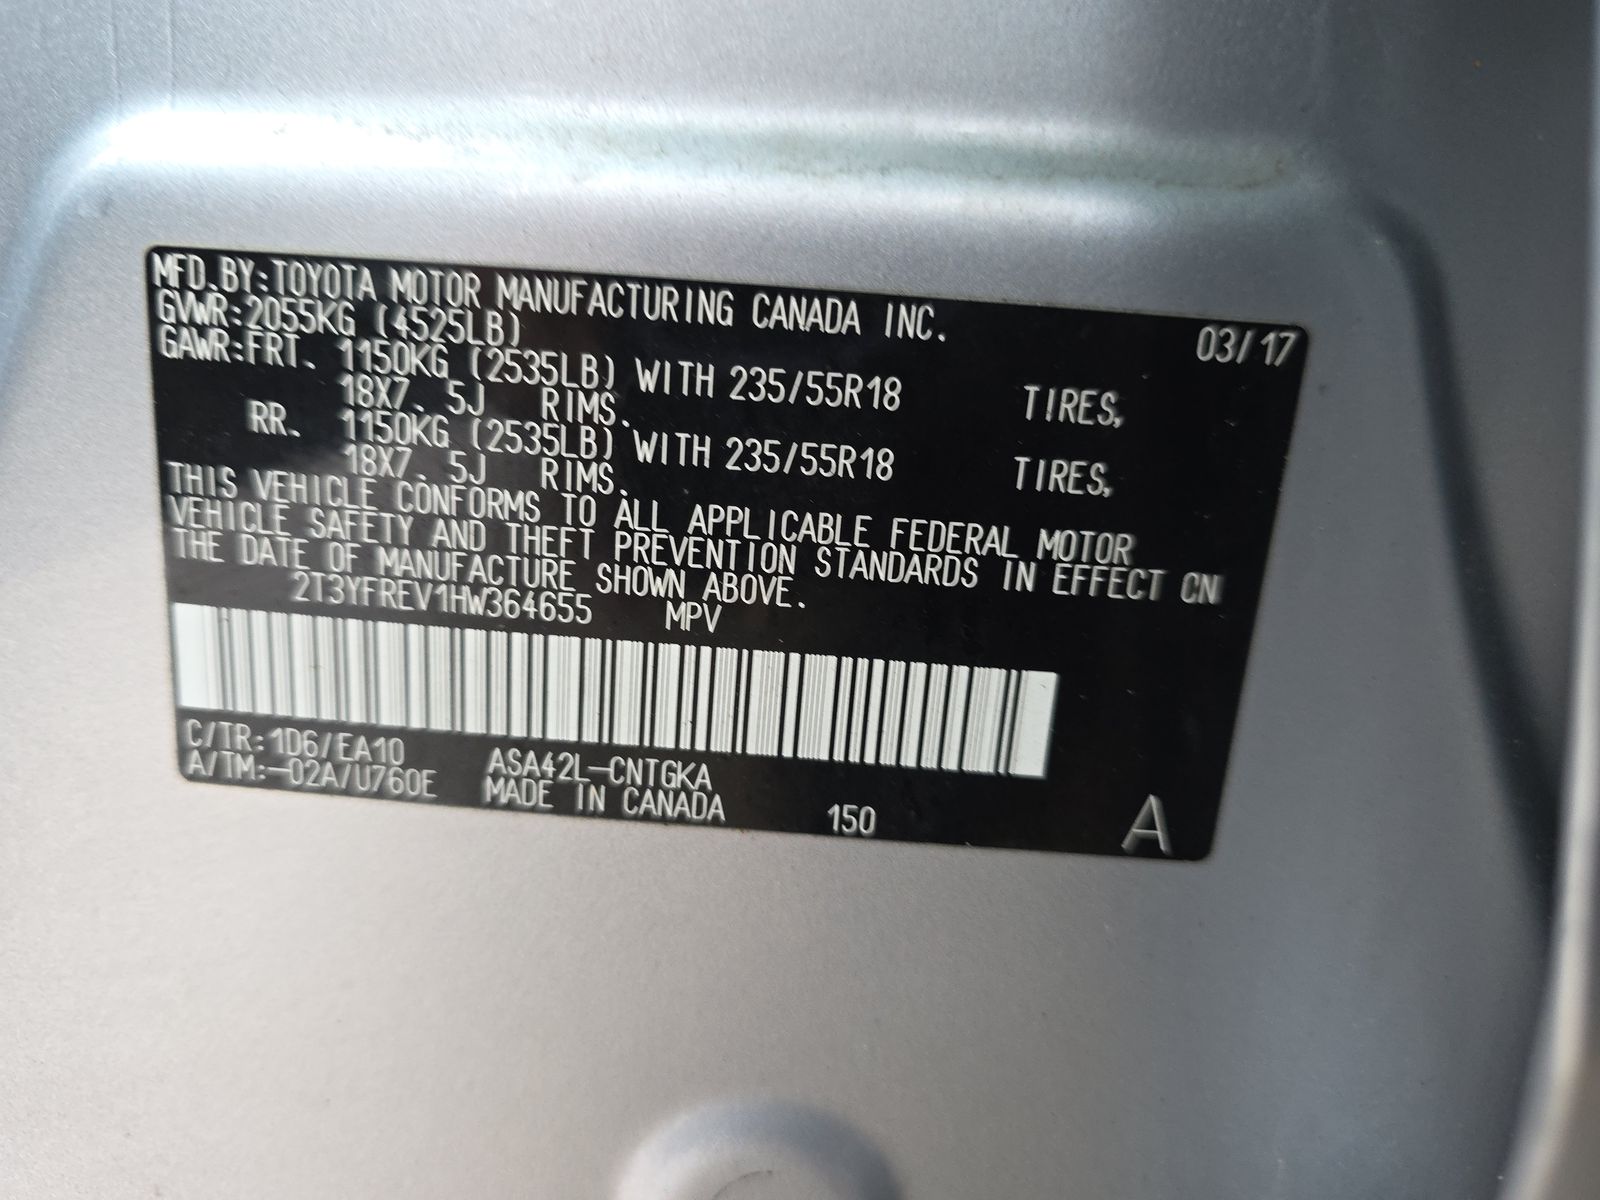 MFD.BY:TOYOTA MOTOR MANUFACTURING CANADA INC. 03/17
GVWR:2055KG (4525LB)
GAWR:FRT. 1150KG (2535LB) WITH 235/55R18 TIRES,
18X7.5J RIMS.
RR. 1150KG (2535LB) WITH 235/55R18 TIRES,
18X7.5J RIMS.
THIS VEHICLE CONFORMS TO ALL APPLICABLE FEDERAL MOTOR
VEHICLE SAFETY AND THEFT PREVENTION STANDARDS IN EFFECT ON
THE DATE OF MANUFACTURE SHOWN ABOVE.
2T3YFREV1HW364655 MPV
C/TR:1D6/EA10 ASA42L-CNTGKA
A/TM:-02A/U760E MADE IN CANADA 150 A